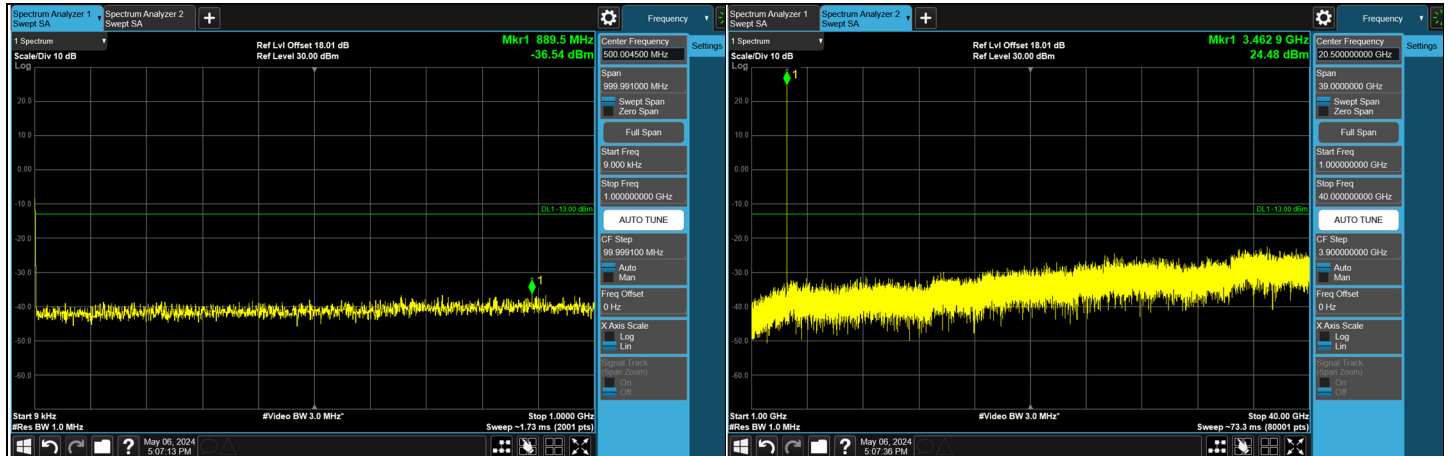 Spectrum Analyzer 1
Swept SA
Spectrum Analyzer 2
Swept SA
Frequency
1 Spectrum
Scale/Div 10 dB
Log
Ref Lvl Offset 18.01 dB
Ref Level 30.00 dBm
Mkr1 889.5 MHz
-36.54 dBm
1
20.0
10.0
0.00
-10.0
-20.0
-30.0
-40.0
-50.0
-60.0
DL1 -13.00 dBm
Start 9 kHz
#Res BW 1.0 MHz
#Video BW 3.0 MHz*
Stop 1.0000 GHz
Sweep ~1.73 ms (2001 pts)
Center Frequency
500.004500 MHz
Settings
Span
999.991000 MHz
Swept Span
Zero Span
Full Span
Start Freq
9.000 kHz
Stop Freq
1.000000000 GHz
AUTO TUNE
CF Step
99.999100 MHz
Auto
Man
Freq Offset
0 Hz
X Axis Scale
Log
Lin
Signal Track
(Span Zoom)
On
Off
May 06, 2024
5:07:13 PM
Spectrum Analyzer 1
Swept SA
Spectrum Analyzer 2
Swept SA
Frequency
1 Spectrum
Scale/Div 10 dB
Log
Ref Lvl Offset 18.01 dB
Ref Level 30.00 dBm
Mkr1 3.462 9 GHz
24.48 dBm
1
20.0
10.0
0.00
-10.0
-20.0
-30.0
-40.0
-50.0
-60.0
DL1 -13.00 dBm
Start 1.00 GHz
#Res BW 1.0 MHz
#Video BW 3.0 MHz*
Stop 40.00 GHz
Sweep ~73.3 ms (80001 pts)
Center Frequency
20.500000000 GHz
Settings
Span
39.0000000 GHz
Swept Span
Zero Span
Full Span
Start Freq
1.000000000 GHz
Stop Freq
40.000000000 GHz
AUTO TUNE
CF Step
3.900000000 GHz
Auto
Man
Freq Offset
0 Hz
X Axis Scale
Log
Lin
Signal Track
(Span Zoom)
On
Off
May 06, 2024
5:07:36 PM